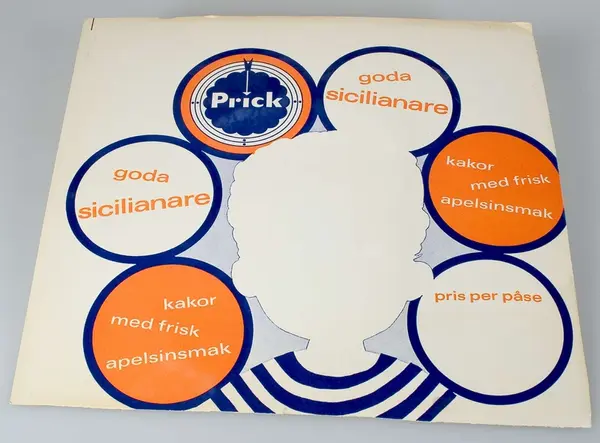 Prick
goda
sicilianare
goda
sicilianare
kakor
med frisk
apelsinsmak
kakor
med frisk
apelsinsmak
pris per påse